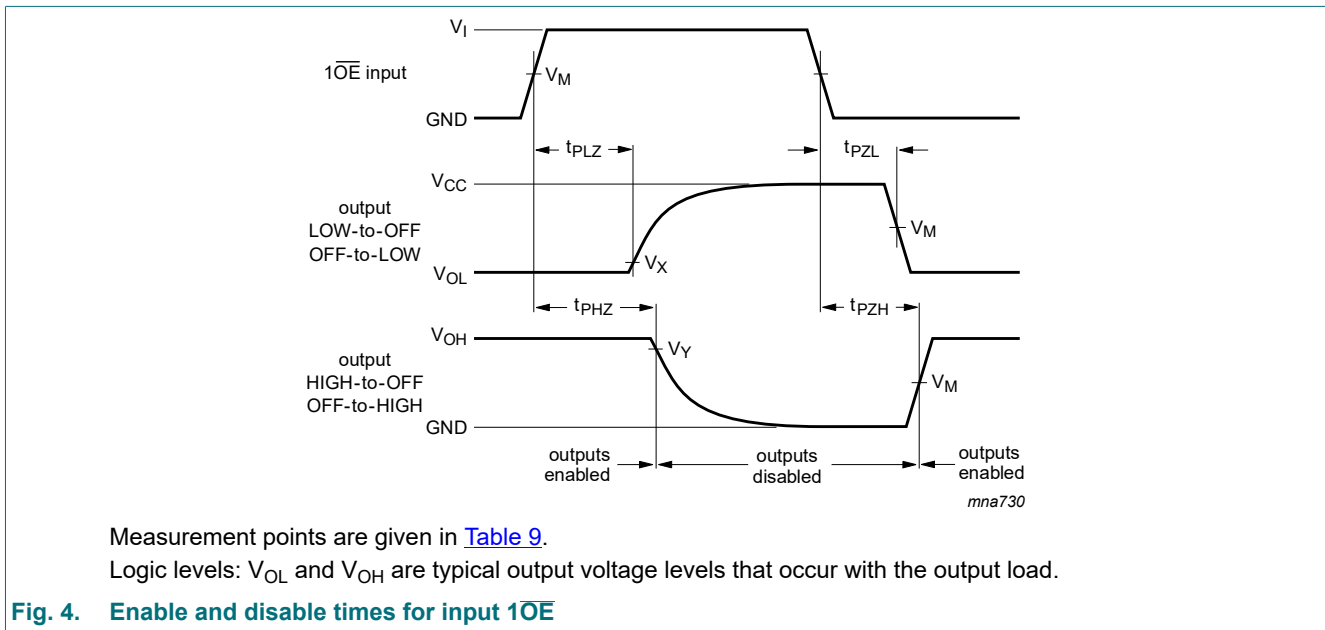 V_I
1O̅E̅ input
V_M
GND
t_PLZ
t_PZL
V_CC
output
LOW-to-OFF
OFF-to-LOW
V_M
V_X
V_OL
t_PHZ
t_PZH
V_OH
output
HIGH-to-OFF
OFF-to-HIGH
V_Y
V_M
GND
outputs
enabled
outputs
disabled
outputs
enabled
mna730
Measurement points are given in Table 9.
Logic levels: V_OL and V_OH are typical output voltage levels that occur with the output load.
Fig. 4. Enable and disable times for input 1O̅E̅